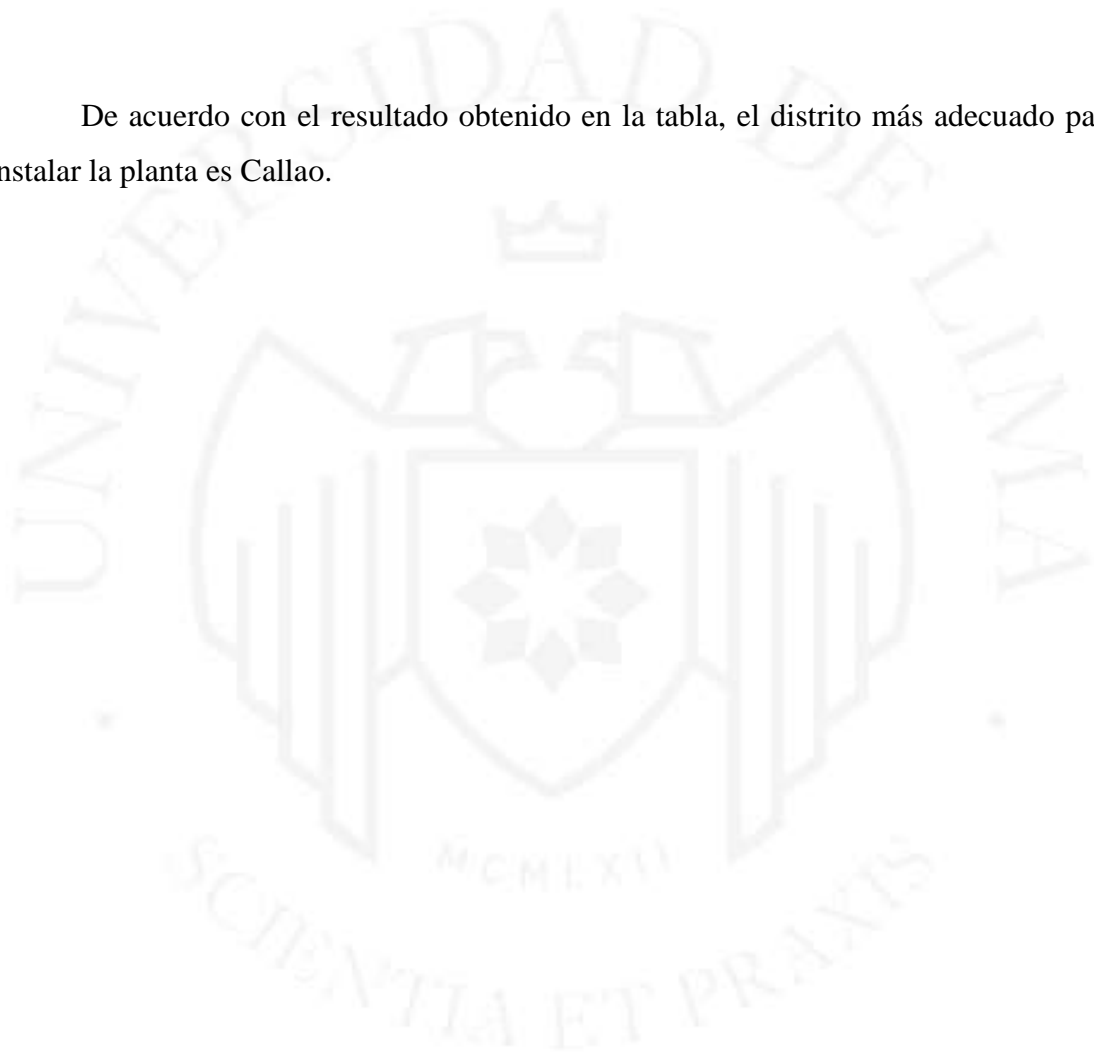 De acuerdo con el resultado obtenido en la tabla, el distrito más adecuado pa
nstalar la planta es Callao.
UNIVERSIDAD DE LIMA
MCMLXII
SCIENTIA ET PRAXIS